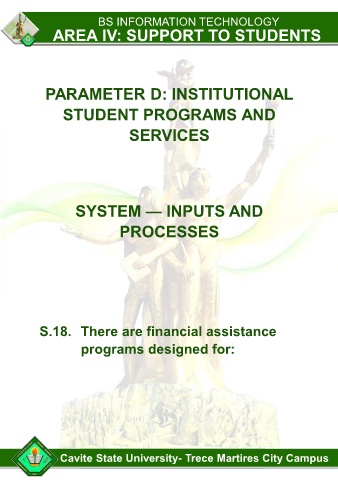 BS INFORMATION TECHNOLOGY
AREA IV: SUPPORT TO STUDENTS
PARAMETER D: INSTITUTIONAL
STUDENT PROGRAMS AND
SERVICES
SYSTEM — INPUTS AND
PROCESSES
S.18. There are financial assistance
programs designed for:
Cavite State University- Trece Martires City Campus